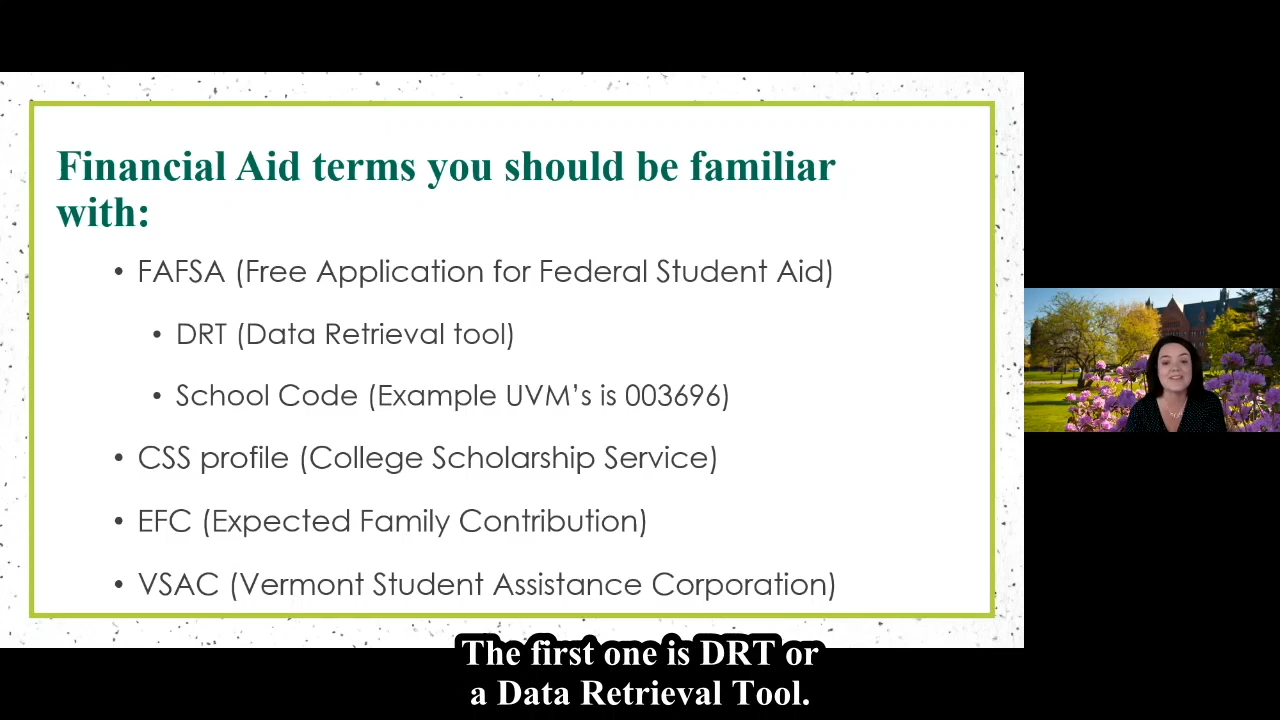 Financial Aid terms you should be familiar
with:
• FAFSA (Free Application for Federal Student Aid)
• DRT (Data Retrieval tool)
• School Code (Example UVM’s is 003696)
• CSS profile (College Scholarship Service)
• EFC (Expected Family Contribution)
• VSAC (Vermont Student Assistance Corporation)
The first one is DRT or
a Data Retrieval Tool.